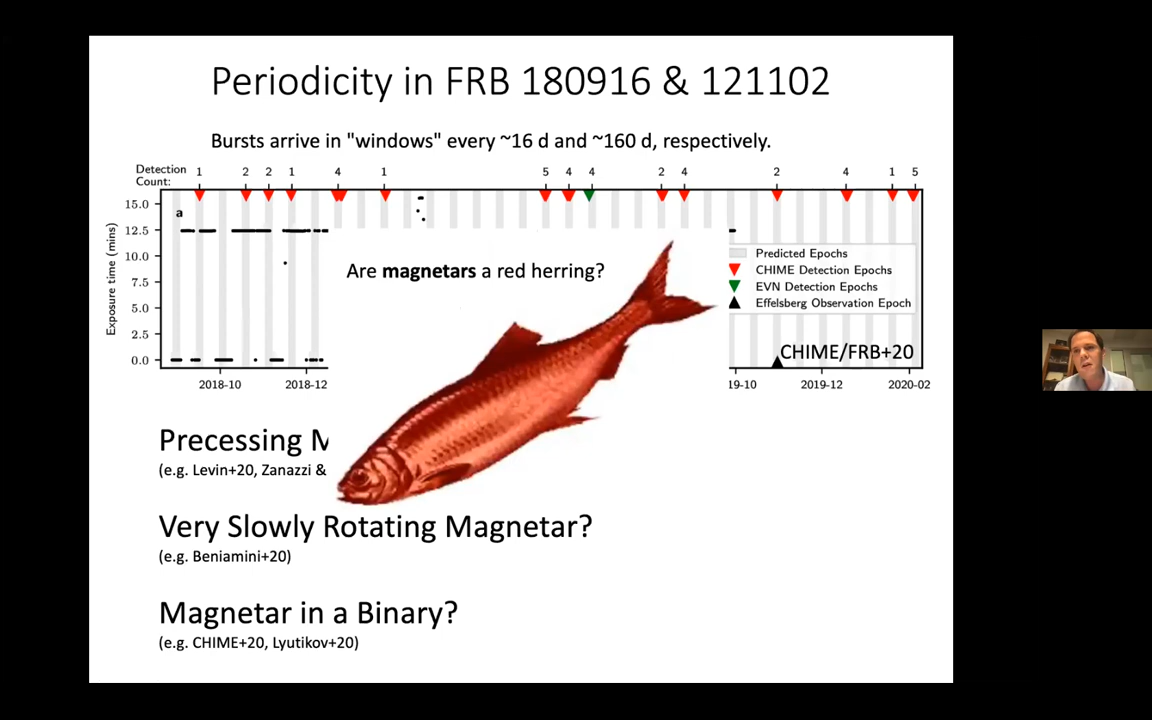 Periodicity in FRB 180916 & 121102
Bursts arrive in "windows" every ~16 d and ~160 d, respectively.
Detection
Count:
1 2 2 1 4 1 5 4 4 2 4 2 4 1 5
a
Exposure time (mins)
15.0
12.5
10.0
7.5
5.0
2.5
0.0
Are magnetars a red herring?
Predicted Epochs
CHIME Detection Epochs
EVN Detection Epochs
Effelsberg Observation Epoch
CHIME/FRB+20
2018-10 2018-12 19-10 2019-12 2020-02
Precessing M
(e.g. Levin+20, Zanazzi &
Very Slowly Rotating Magnetar?
(e.g. Beniamini+20)
Magnetar in a Binary?
(e.g. CHIME+20, Lyutikov+20)